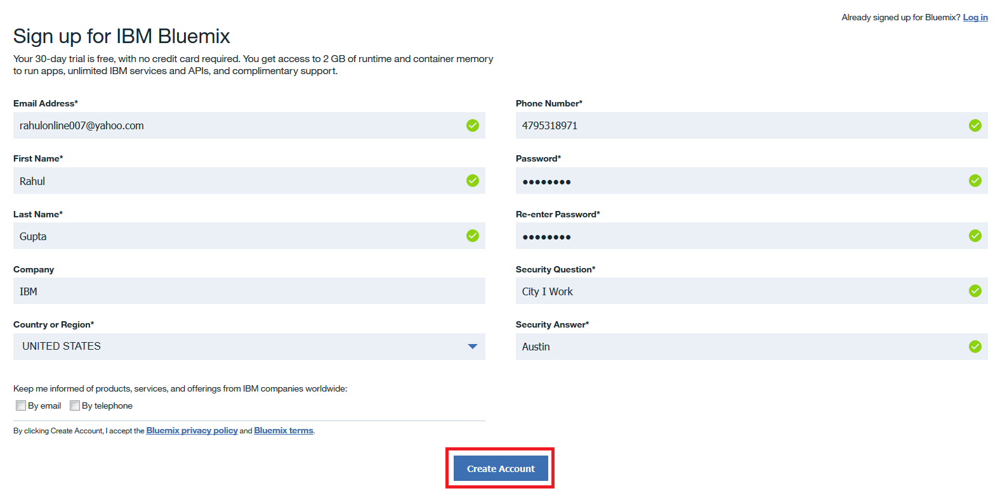 Already signed up for Bluemix? Log in
Sign up for IBM Bluemix
Your 30-day trial is free, with no credit card required. You get access to 2 GB of runtime and container memory
to run apps, unlimited IBM services and APIs, and complimentary support.
Email Address*
rahulonline007@yahoo.com
First Name*
Rahul
Last Name*
Gupta
Company
IBM
Country or Region*
UNITED STATES
Phone Number*
4795318971
Password*
••••••••
Re-enter Password*
••••••••
Security Question*
City I Work
Security Answer*
Austin
Keep me informed of products, services, and offerings from IBM companies worldwide:
By email By telephone
By clicking Create Account, I accept the Bluemix privacy policy and Bluemix terms.
Create Account